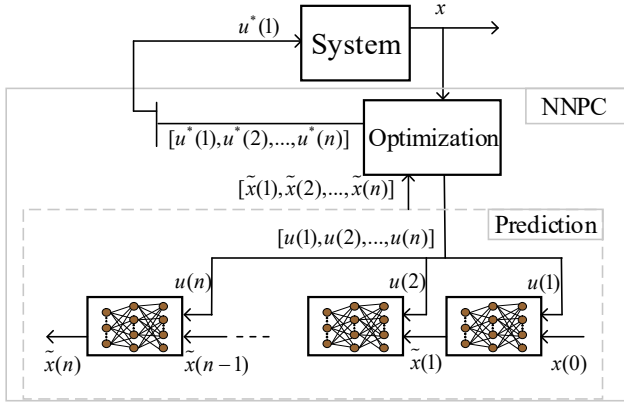 u*(1)
x
System
NNPC
Optimization
[u*(1),u*(2),...,u*(n)]
[x̃(1),x̃(2),...,x̃(n)]
Prediction
[u(1),u(2),...,u(n)]
u(n)
u(2)
u(1)
x̃(n)
x̃(n−1)
x̃(1)
x(0)